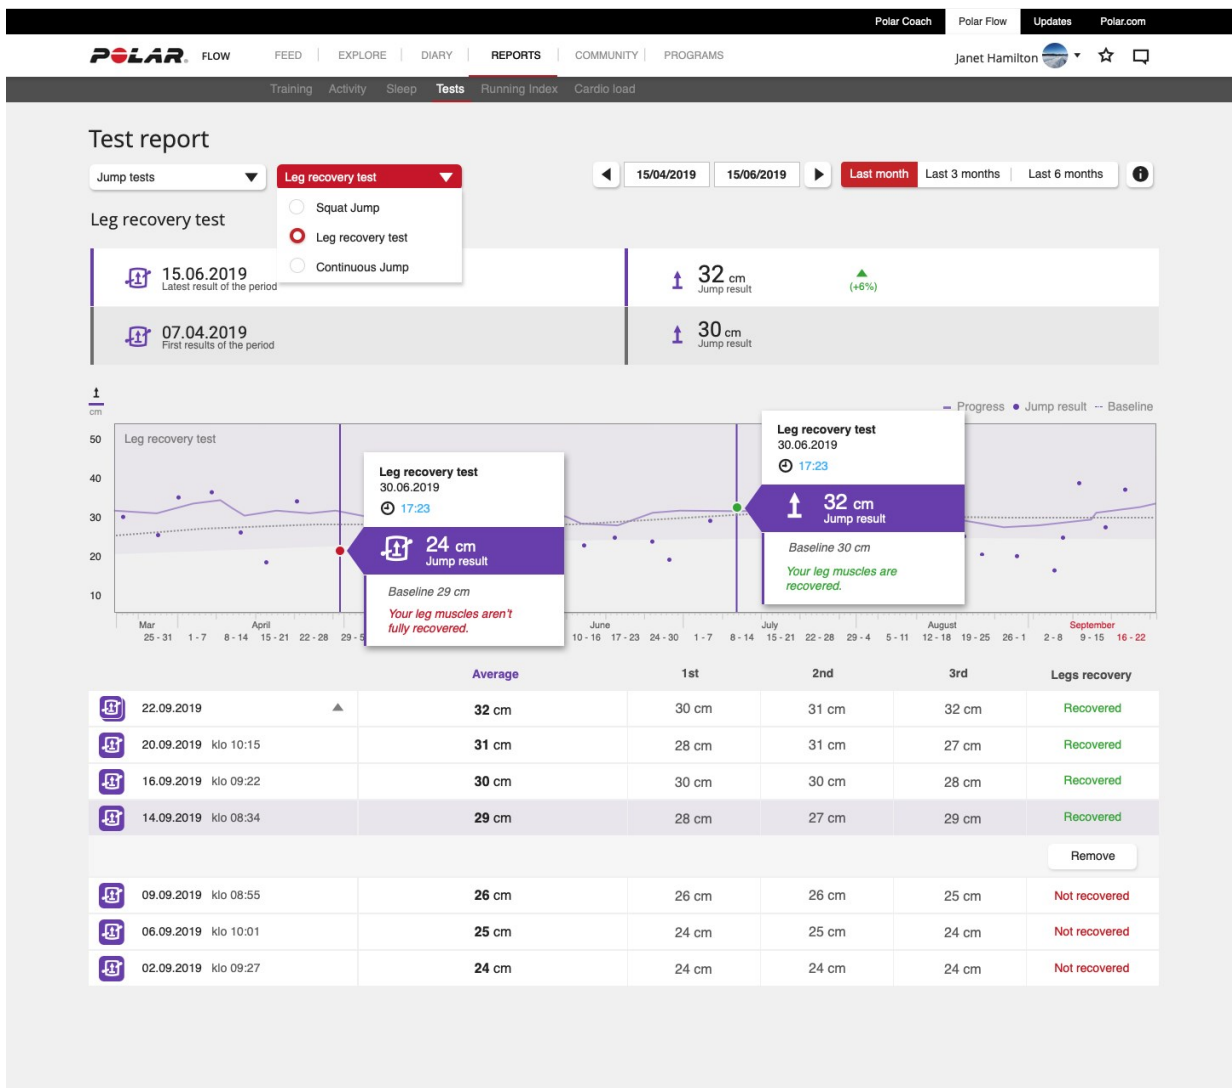 Polar Coach Polar Flow Updates Polar.com
POLAR. FLOW FEED EXPLORE DIARY REPORTS COMMUNITY PROGRAMS Janet Hamilton
Training Activity Sleep Tests Running Index Cardio load
Test report
Jump tests Leg recovery test 15/04/2019 15/06/2019 Last month Last 3 months Last 6 months
Squat Jump
Leg recovery test
Continuous Jump
Leg recovery test
15.06.2019
Latest result of the period
32 cm
Jump result
(+6%)
07.04.2019
First results of the period
30 cm
Jump result
cm
Progress Jump result Baseline
50
40
30
20
10
Leg recovery test
Leg recovery test
30.06.2019
17:23
24 cm
Jump result
Baseline 29 cm
Your leg muscles aren't
fully recovered.
Leg recovery test
30.06.2019
17:23
32 cm
Jump result
Baseline 30 cm
Your leg muscles are
recovered.
Mar April June July August September
25 - 31 1 - 7 8 - 14 15 - 21 22 - 28 29 - 5 10 - 16 17 - 23 24 - 30 1 - 7 8 - 14 15 - 21 22 - 28 29 - 4 5 - 11 12 - 18 19 - 25 26 - 1 2 - 8 9 - 15 16 - 22
Average 1st 2nd 3rd Legs recovery
22.09.2019 32 cm 30 cm 31 cm 32 cm Recovered
20.09.2019 klo 10:15 31 cm 28 cm 31 cm 27 cm Recovered
16.09.2019 klo 09:22 30 cm 30 cm 30 cm 28 cm Recovered
14.09.2019 klo 08:34 29 cm 28 cm 27 cm 29 cm Recovered
Remove
09.09.2019 klo 08:55 26 cm 26 cm 26 cm 25 cm Not recovered
06.09.2019 klo 10:01 25 cm 24 cm 25 cm 24 cm Not recovered
02.09.2019 klo 09:27 24 cm 24 cm 24 cm 24 cm Not recovered